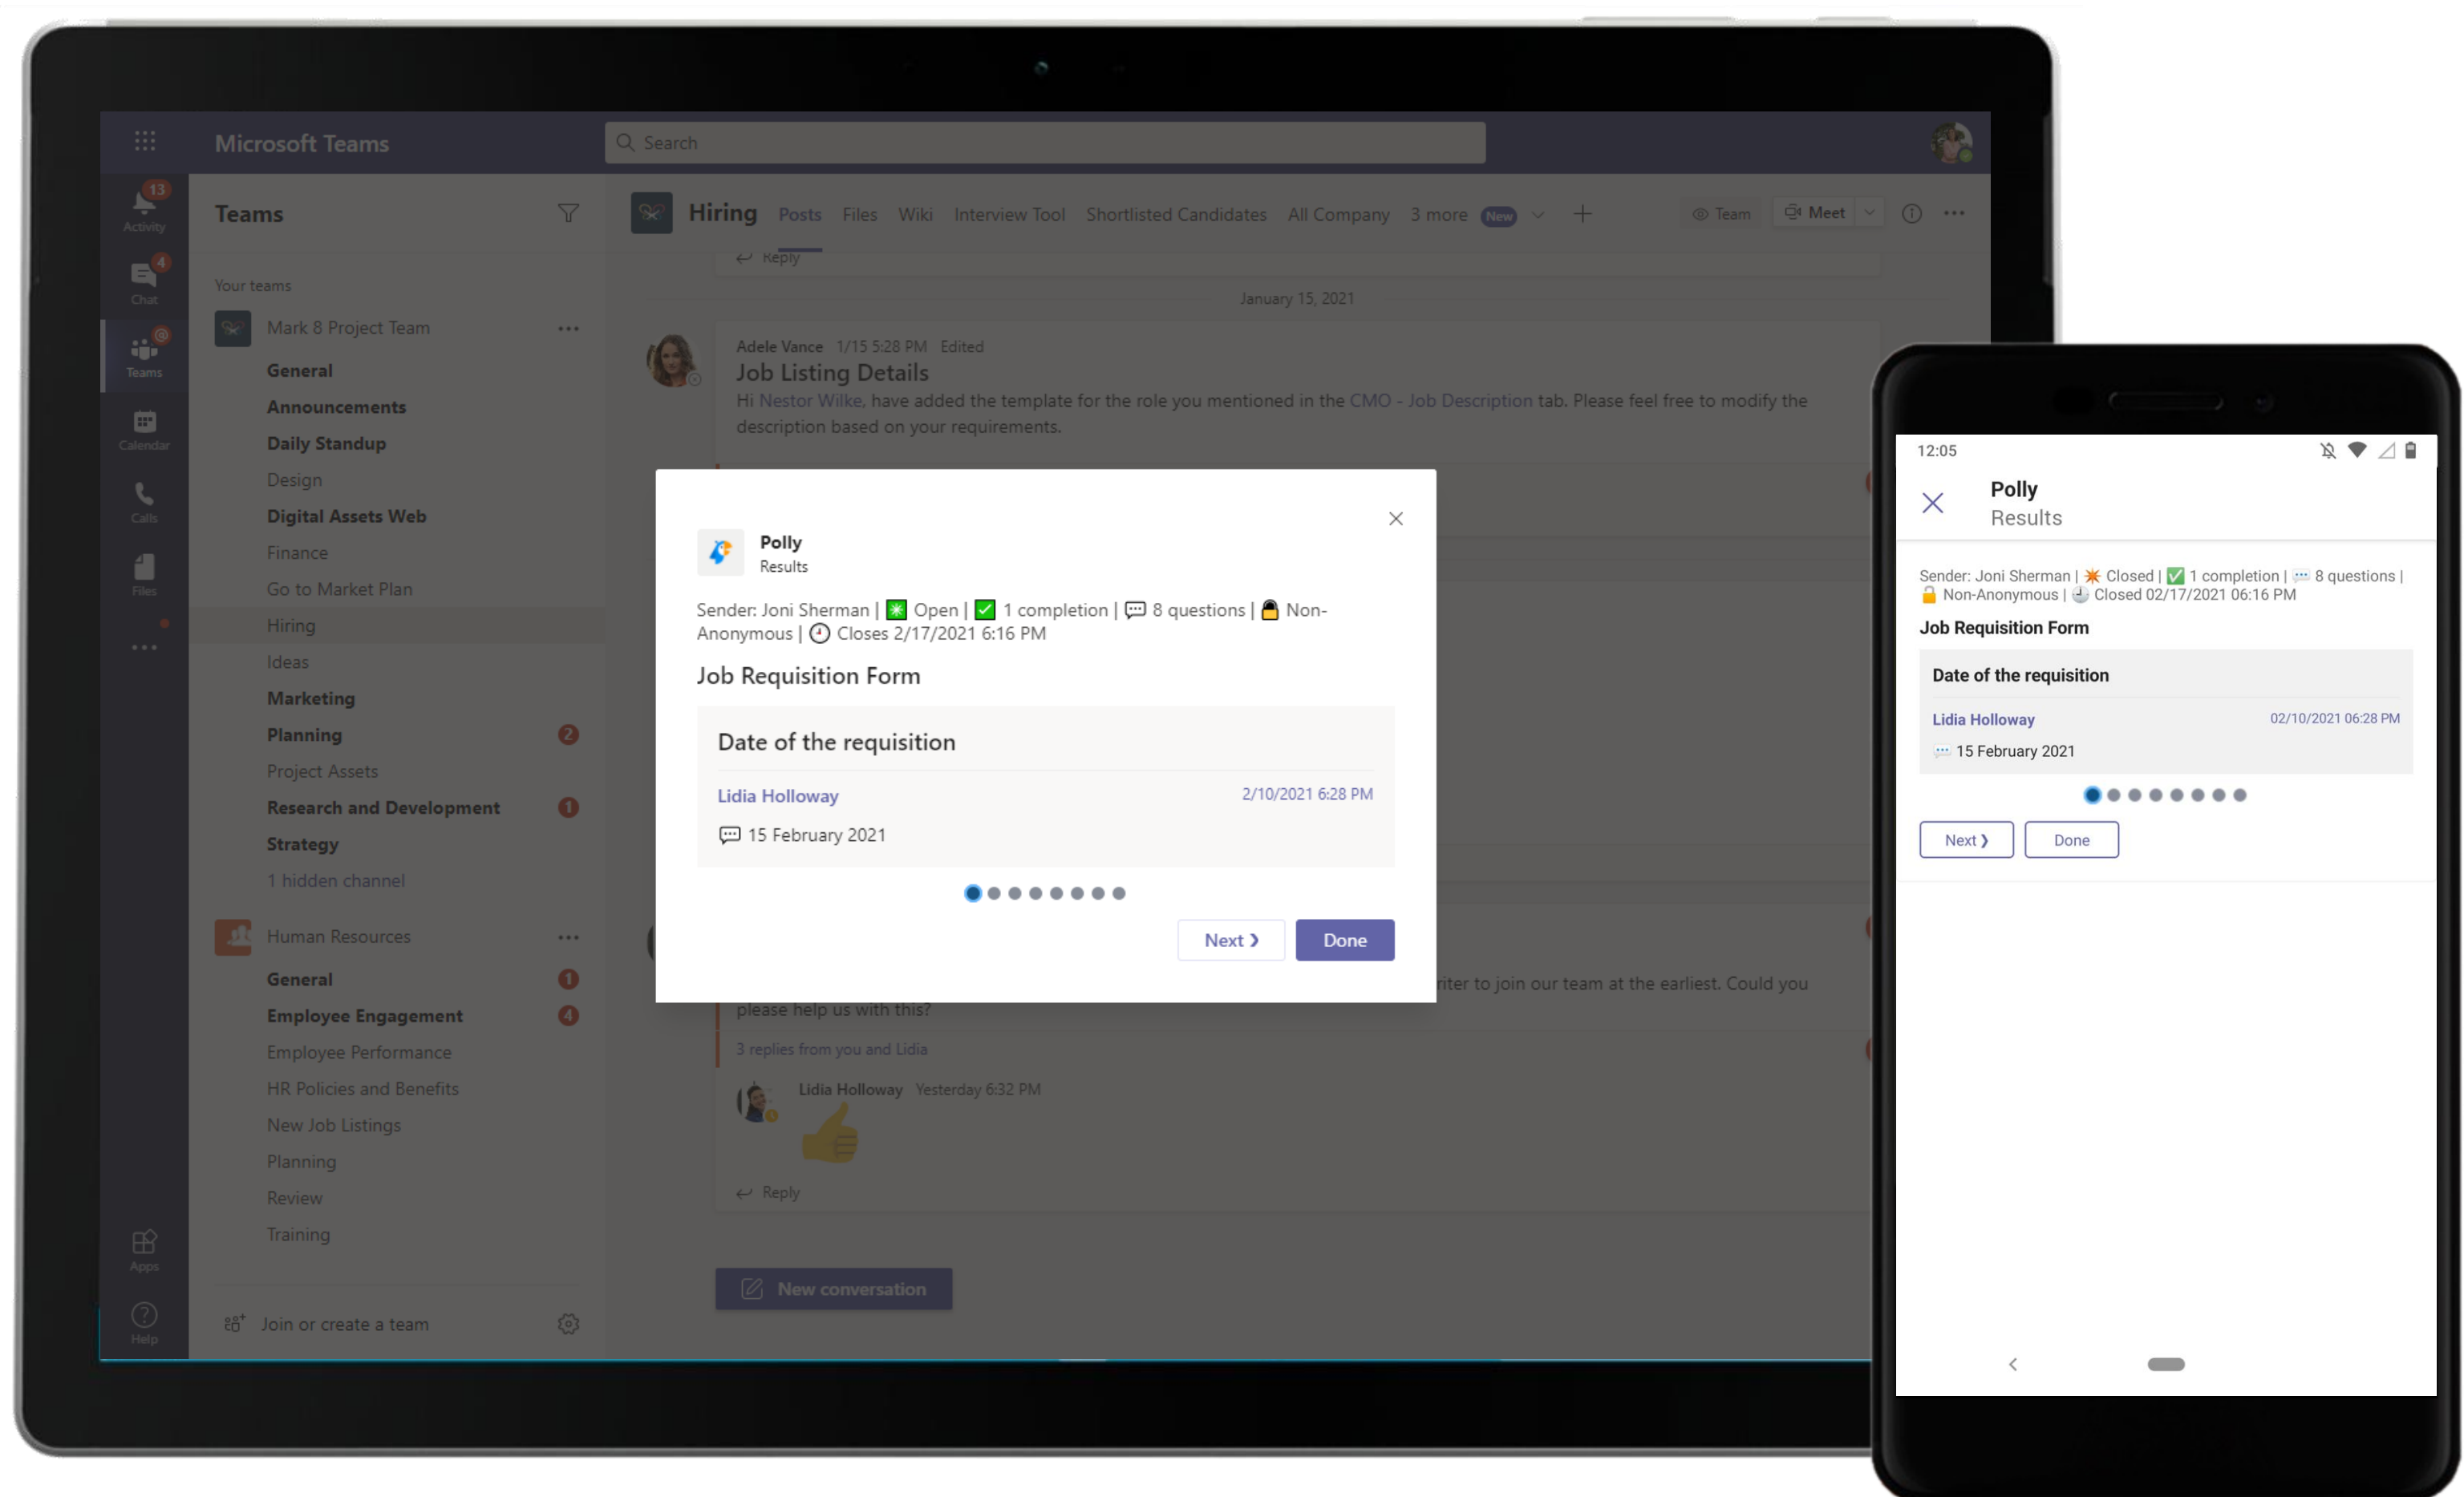 Microsoft Teams
Search
13
Activity
4
Chat
Teams
Calendar
Calls
Files
Apps
Help
Teams
Your teams
Mark 8 Project Team
General
Announcements
Daily Standup
Design
Digital Assets Web
Finance
Go to Market Plan
Hiring
Ideas
Marketing
Planning 2
Project Assets
Research and Development 1
Strategy
1 hidden channel
Human Resources
General 1
Employee Engagement 4
Employee Performance
HR Policies and Benefits
New Job Listings
Planning
Review
Training
Join or create a team
Hiring Posts Files Wiki Interview Tool Shortlisted Candidates All Company 3 more New Team Meet
Reply
January 15, 2021
Adele Vance 1/15 5:28 PM Edited
Job Listing Details
Hi Nestor Wilke, have added the template for the role you mentioned in the CMO - Job Description tab. Please feel free to modify the
description based on your requirements.
Polly
Results
Sender: Joni Sherman | Open | 1 completion | 8 questions | Non-
Anonymous | Closes 2/17/2021 6:16 PM
Job Requisition Form
Date of the requisition
Lidia Holloway 2/10/2021 6:28 PM
15 February 2021
Next ❯ Done
to join our team at the earliest. Could you
please help us with this?
3 replies from you and Lidia
Lidia Holloway Yesterday 6:32 PM
Reply
New conversation
12:05
Polly
Results
Sender: Joni Sherman | Closed | 1 completion | 8 questions |
Non-Anonymous | Closed 02/17/2021 06:16 PM
Job Requisition Form
Date of the requisition
Lidia Holloway 02/10/2021 06:28 PM
15 February 2021
Next ❯ Done